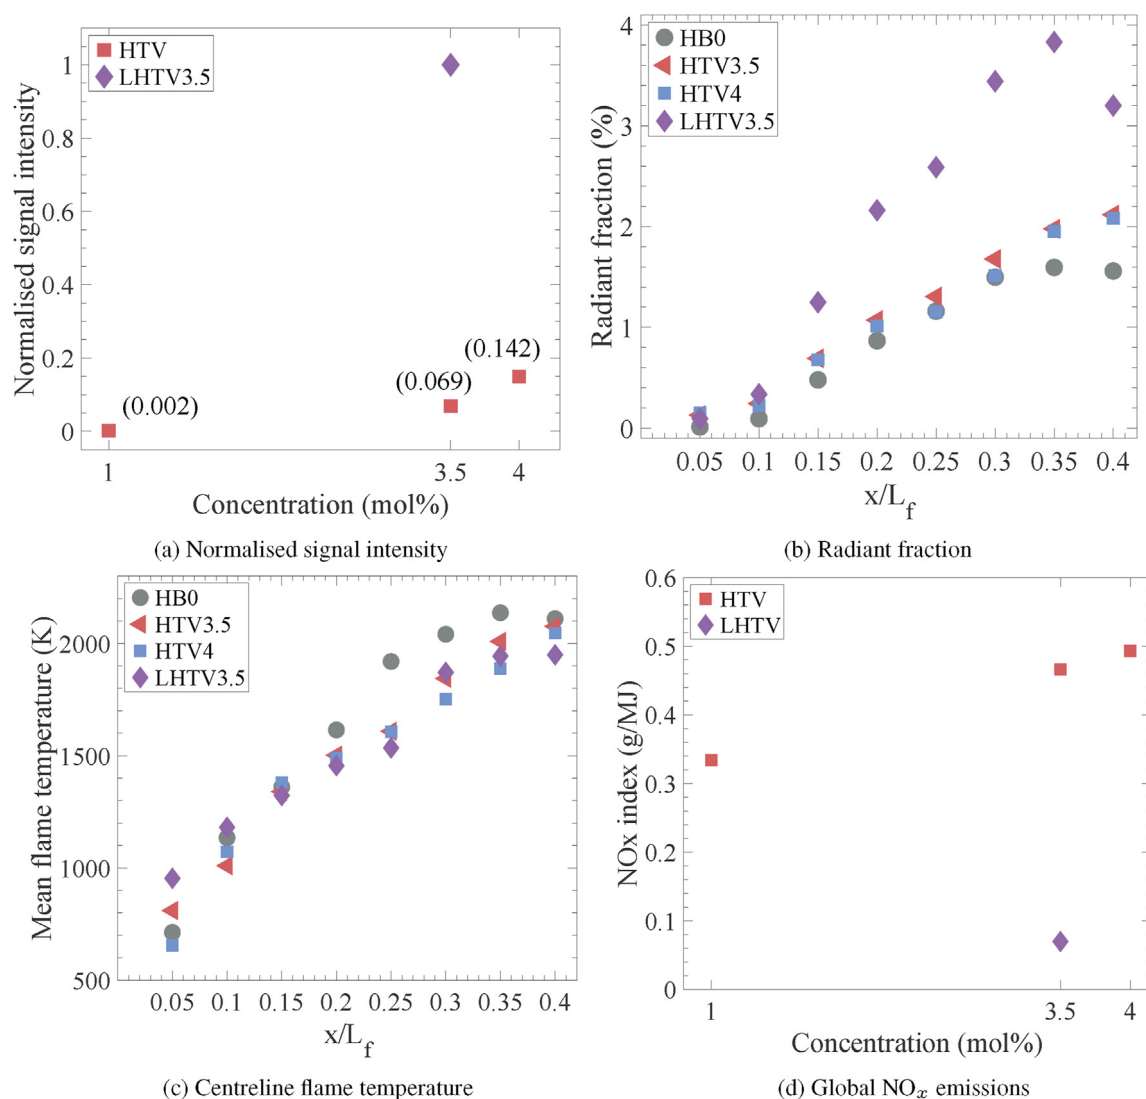 HTV
LHTV3.5
1
0.8
0.6
0.4
0.2
0
(0.002)
(0.069)
(0.142)
1
3.5
4
Normalised signal intensity
Concentration (mol%)
(a) Normalised signal intensity
HB0
HTV3.5
HTV4
LHTV3.5
4
3
2
1
0
0.05 0.1 0.15 0.2 0.25 0.3 0.35 0.4
Radiant fraction (%)
x/L_f
(b) Radiant fraction
HB0
HTV3.5
HTV4
LHTV3.5
2000
1500
1000
500
0.05 0.1 0.15 0.2 0.25 0.3 0.35 0.4
Mean flame temperature (K)
x/L_f
(c) Centreline flame temperature
HTV
LHTV
0.6
0.5
0.4
0.3
0.2
0.1
0
1
3.5
4
NOx index (g/MJ)
Concentration (mol%)
(d) Global NOₓ emissions